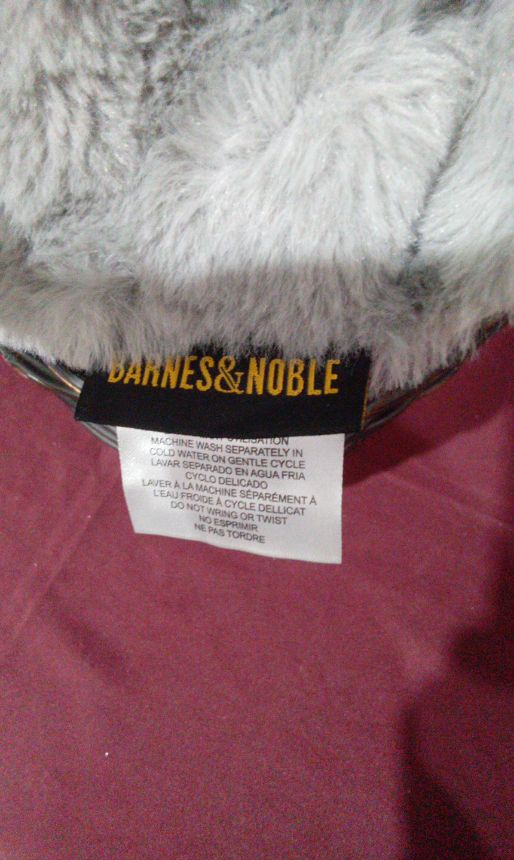 BARNES&NOBLE
UTILISATION
MACHINE WASH SEPARATELY IN
COLD WATER ON GENTLE CYCLE
LAVAR SEPARADO EN AGUA FRIA
CYCLO DELICADO
LAVER À LA MACHINE SÉPARÉMENT À
L'EAU FROIDE À CYCLE DELLICAT
DO NOT WRING OR TWIST
NO ESPRIMIR
NE PAS TORDRE